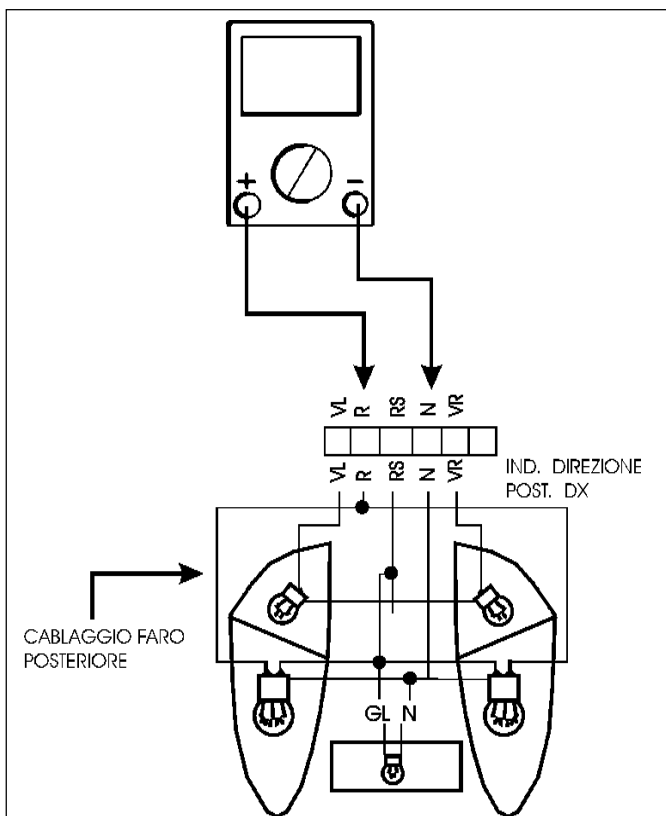 + −
VL R RS N VR
VL R RS N VR
IND. DIREZIONE
POST. DX
CABLAGGIO FARO
POSTERIORE
GL N